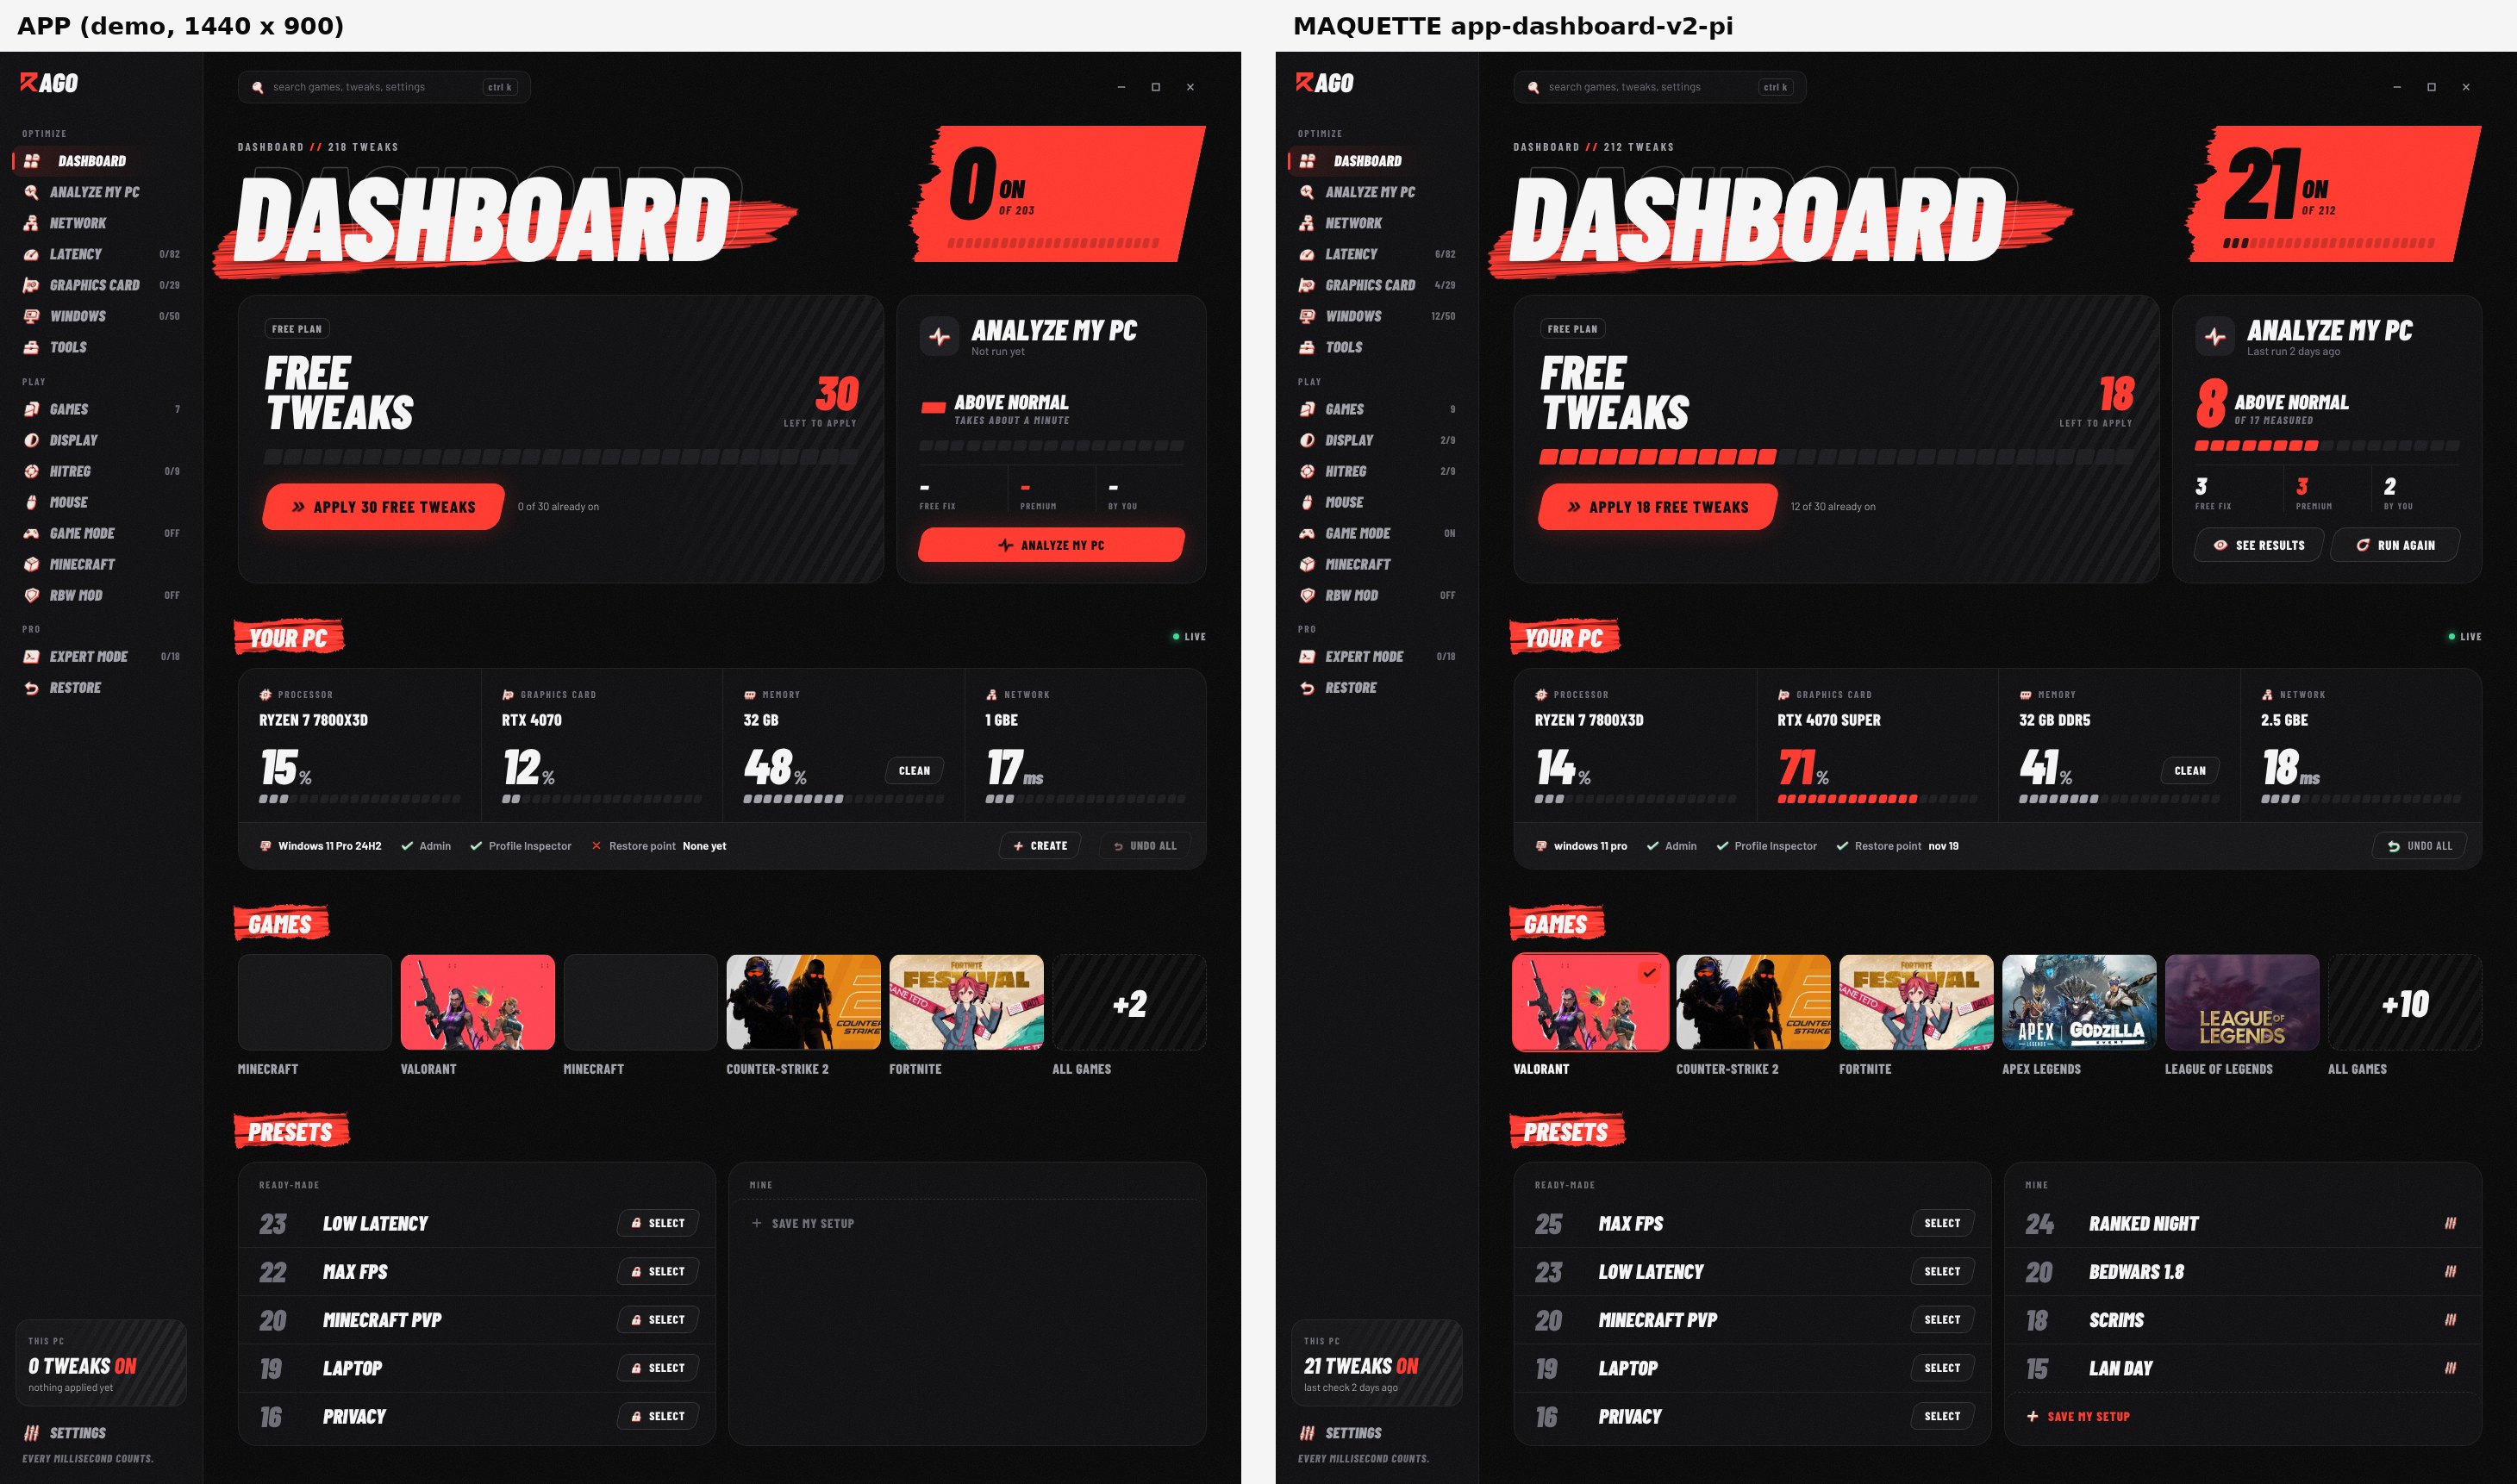 APP (demo, 1440 x 900)
RAGO
OPTIMIZE
DASHBOARD
ANALYZE MY PC
NETWORK
LATENCY 0/82
GRAPHICS CARD 0/29
WINDOWS 0/50
TOOLS
PLAY
GAMES 7
DISPLAY
HITREG 0/9
MOUSE
GAME MODE OFF
MINECRAFT
RBW MOD OFF
PRO
EXPERT MODE 0/18
RESTORE
THIS PC
0 TWEAKS ON
nothing applied yet
SETTINGS
EVERY MILLISECOND COUNTS.
search games, tweaks, settings ctrl k
DASHBOARD // 218 TWEAKS
DASHBOARD
0 ON
OF 203
FREE PLAN
FREE
TWEAKS
30
LEFT TO APPLY
APPLY 30 FREE TWEAKS 0 of 30 already on
ANALYZE MY PC
Not run yet
- ABOVE NORMAL
TAKES ABOUT A MINUTE
- - -
FREE FIX PREMIUM BY YOU
ANALYZE MY PC
YOUR PC LIVE
PROCESSOR GRAPHICS CARD MEMORY NETWORK
RYZEN 7 7800X3D RTX 4070 32 GB 1 GBE
15% 12% 48% CLEAN 17ms
Windows 11 Pro 24H2 Admin Profile Inspector Restore point None yet CREATE UNDO ALL
GAMES
FORTNITE
FESTIVAL
COUNTER
STRIKE
+2
MINECRAFT VALORANT MINECRAFT COUNTER-STRIKE 2 FORTNITE ALL GAMES
PRESETS
READY-MADE
23 LOW LATENCY SELECT
22 MAX FPS SELECT
20 MINECRAFT PVP SELECT
19 LAPTOP SELECT
16 PRIVACY SELECT
MINE
+ SAVE MY SETUP
MAQUETTE app-dashboard-v2-pi
RAGO
OPTIMIZE
DASHBOARD
ANALYZE MY PC
NETWORK
LATENCY 6/82
GRAPHICS CARD 4/29
WINDOWS 12/50
TOOLS
PLAY
GAMES 9
DISPLAY 2/9
HITREG 2/9
MOUSE
GAME MODE ON
MINECRAFT
RBW MOD OFF
PRO
EXPERT MODE 0/18
RESTORE
THIS PC
21 TWEAKS ON
last check 2 days ago
SETTINGS
EVERY MILLISECOND COUNTS.
search games, tweaks, settings ctrl k
DASHBOARD // 212 TWEAKS
DASHBOARD
21 ON
OF 212
FREE PLAN
FREE
TWEAKS
18
LEFT TO APPLY
APPLY 18 FREE TWEAKS 12 of 30 already on
ANALYZE MY PC
Last run 2 days ago
8 ABOVE NORMAL
OF 17 MEASURED
3 3 2
FREE FIX PREMIUM BY YOU
SEE RESULTS RUN AGAIN
YOUR PC LIVE
PROCESSOR GRAPHICS CARD MEMORY NETWORK
RYZEN 7 7800X3D RTX 4070 SUPER 32 GB DDR5 2.5 GBE
14% 71% 41% CLEAN 18ms
windows 11 pro Admin Profile Inspector Restore point nov 19 UNDO ALL
GAMES
FORTNITE
FESTIVAL
COUNTER
STRIKE
APEX
LEGENDS
GODZILLA
EVENT
LEAGUE OF
LEGENDS
+10
VALORANT COUNTER-STRIKE 2 FORTNITE APEX LEGENDS LEAGUE OF LEGENDS ALL GAMES
PRESETS
READY-MADE
25 MAX FPS SELECT
23 LOW LATENCY SELECT
20 MINECRAFT PVP SELECT
19 LAPTOP SELECT
16 PRIVACY SELECT
MINE
24 RANKED NIGHT
20 BEDWARS 1.8
18 SCRIMS
15 LAN DAY
+ SAVE MY SETUP